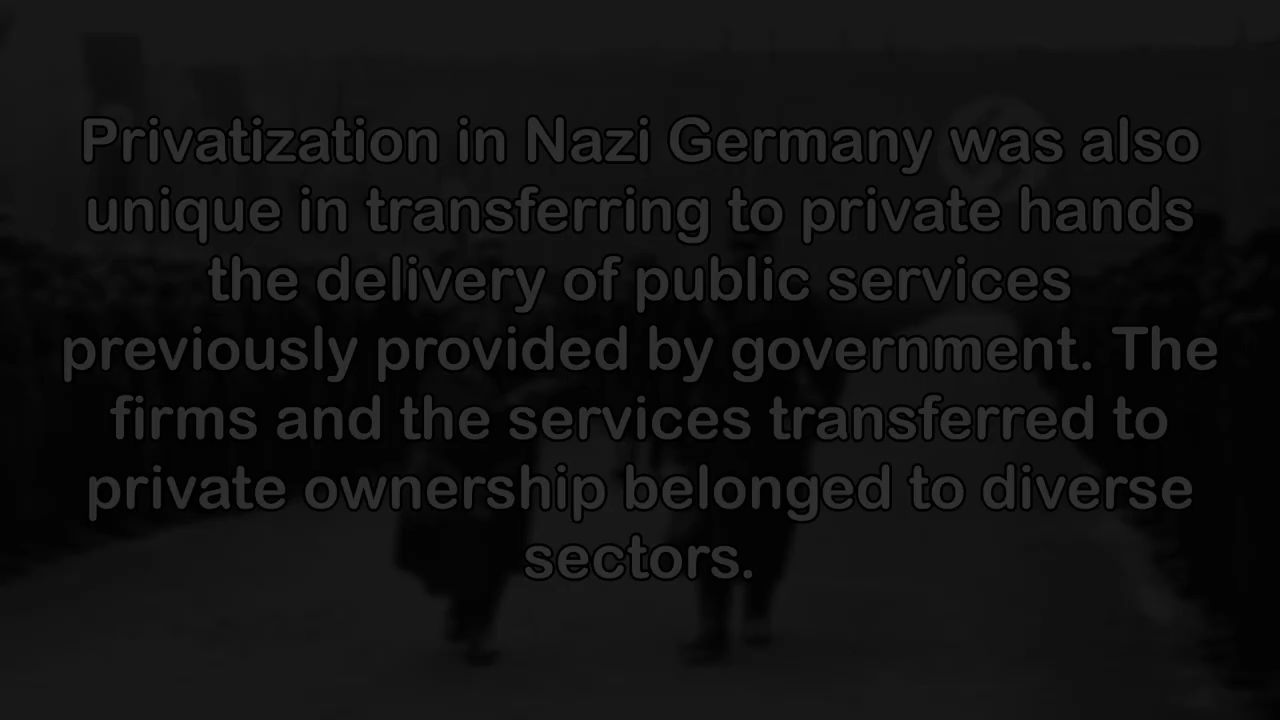 Privatization in Nazi Germany was also
unique in transferring to private hands
the delivery of public services
previously provided by government. The
firms and the services transferred to
private ownership belonged to diverse
sectors.